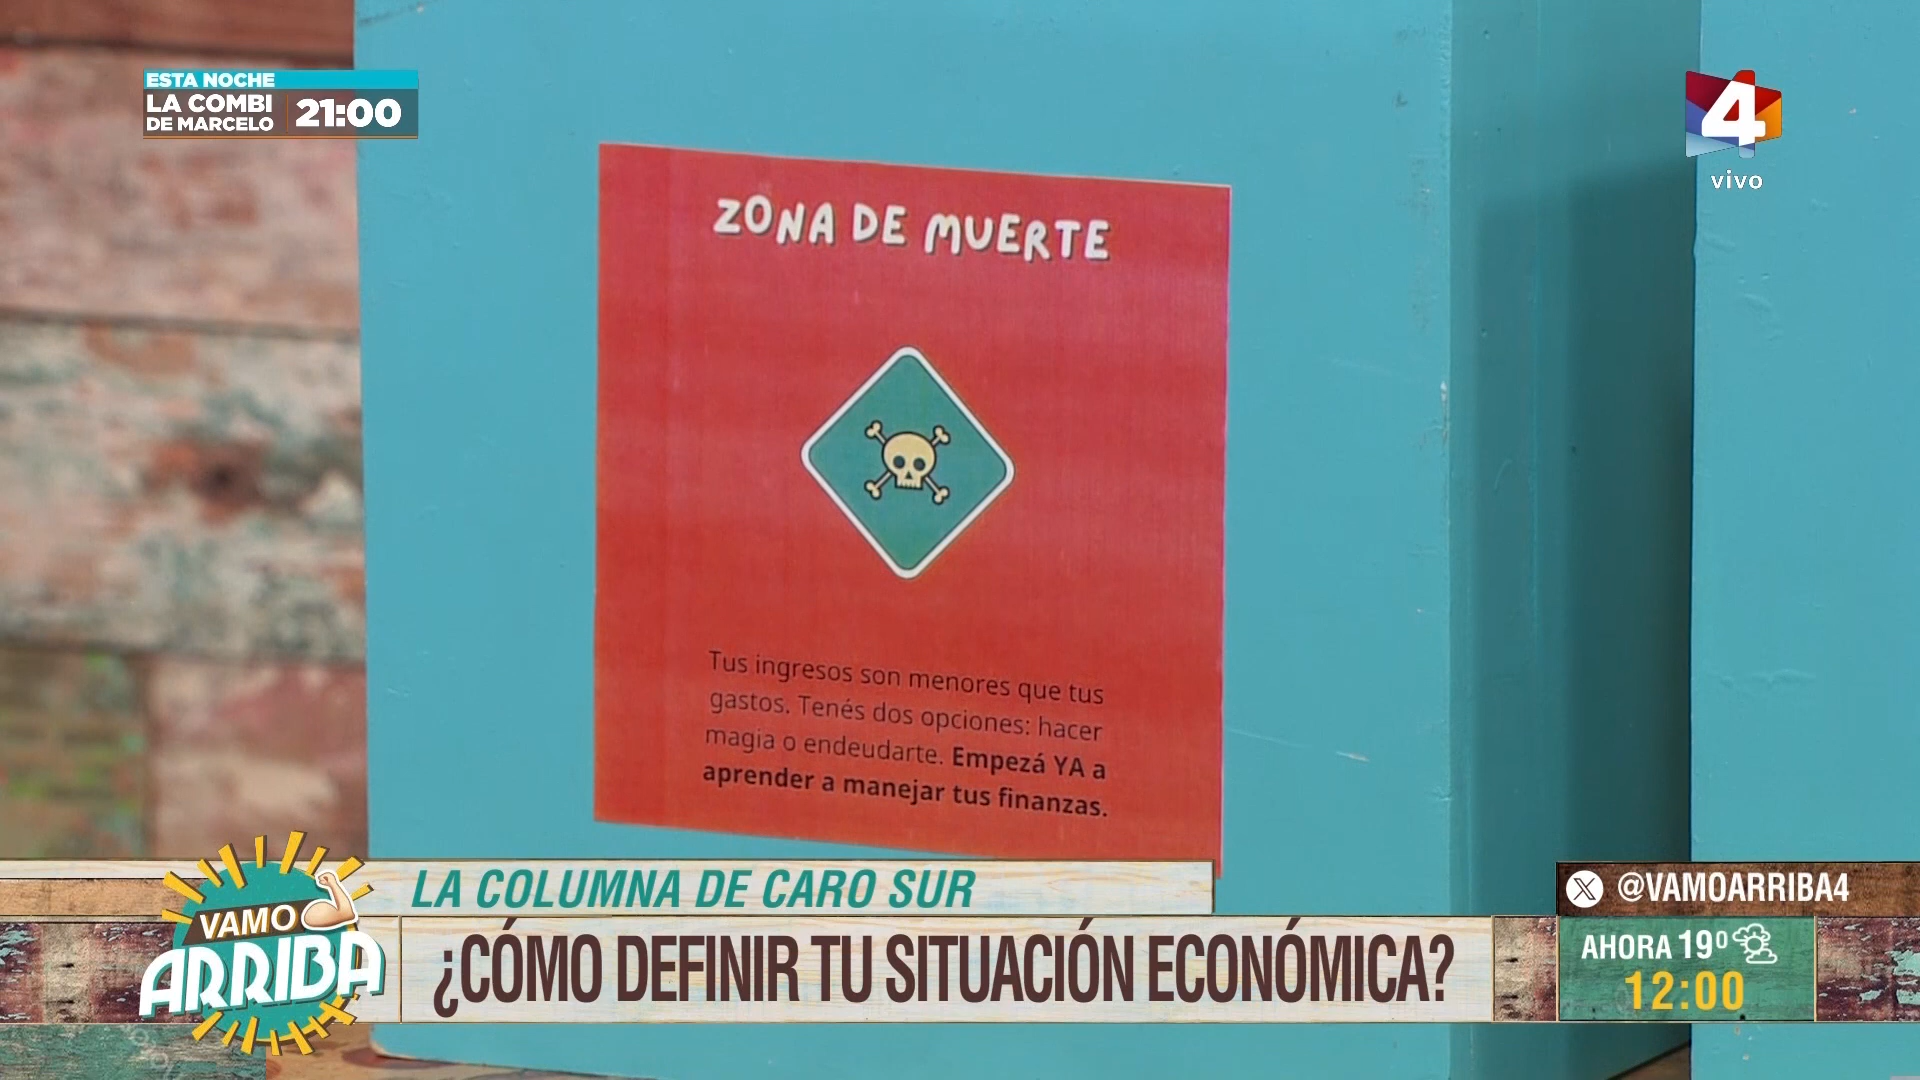 ESTA NOCHE
LA COMBI
DE MARCELO
21:00
4
vivo
ZONA DE MUERTE
Tus ingresos son menores que tus
gastos. Tenés dos opciones: hacer
magia o endeudarte. Empezá YA a
aprender a manejar tus finanzas.
LA COLUMNA DE CARO SUR
VAMO
ARRIBA
¿CÓMO DEFINIR TU SITUACIÓN ECONÓMICA?
X @VAMOARRIBA4
AHORA 19º
12:00